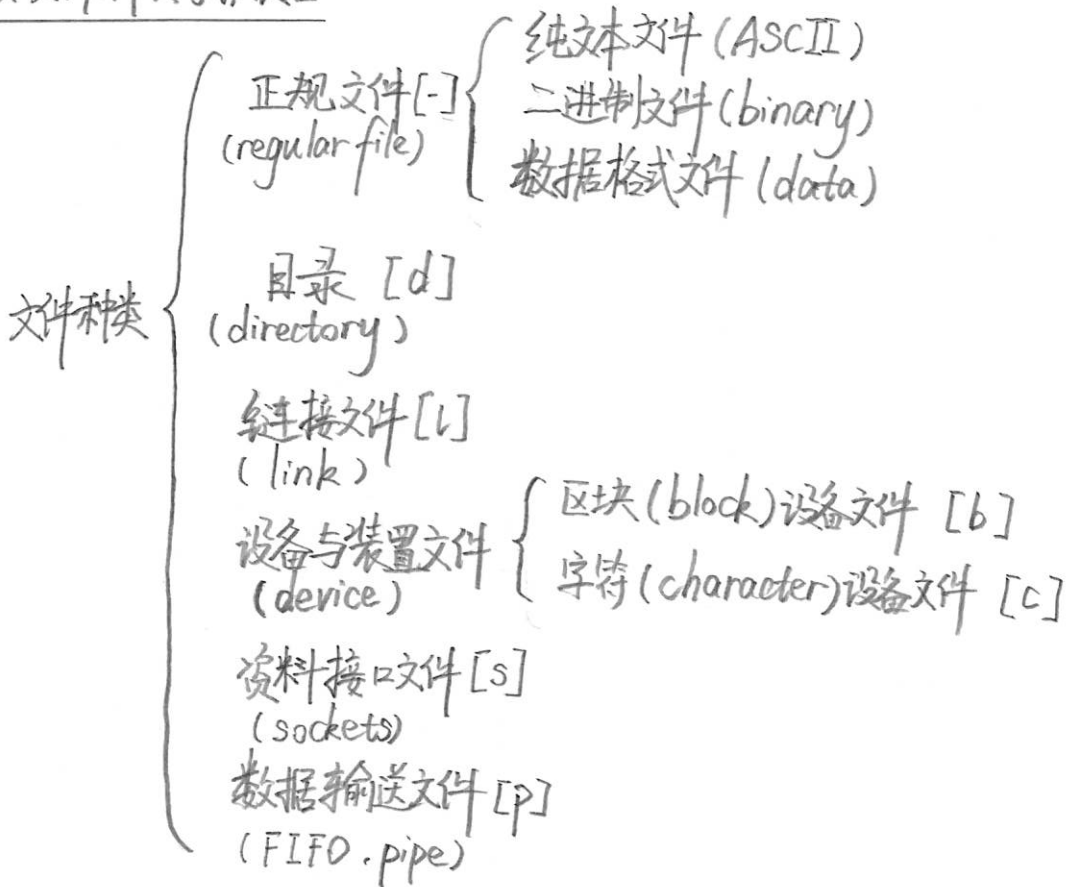 纯文本文件(ASCII)
正规文件[-]
二进制文件(binary)
(regular file)
数据格式文件(data)
目录 [d]
文件种类
(directory)
链接文件[l]
(link)
区块(block)设备文件 [b]
设备与装置文件
字符(character)设备文件 [c]
(device)
资料接口文件[s]
(sockets)
数据输送文件[p]
(FIFO.pipe)